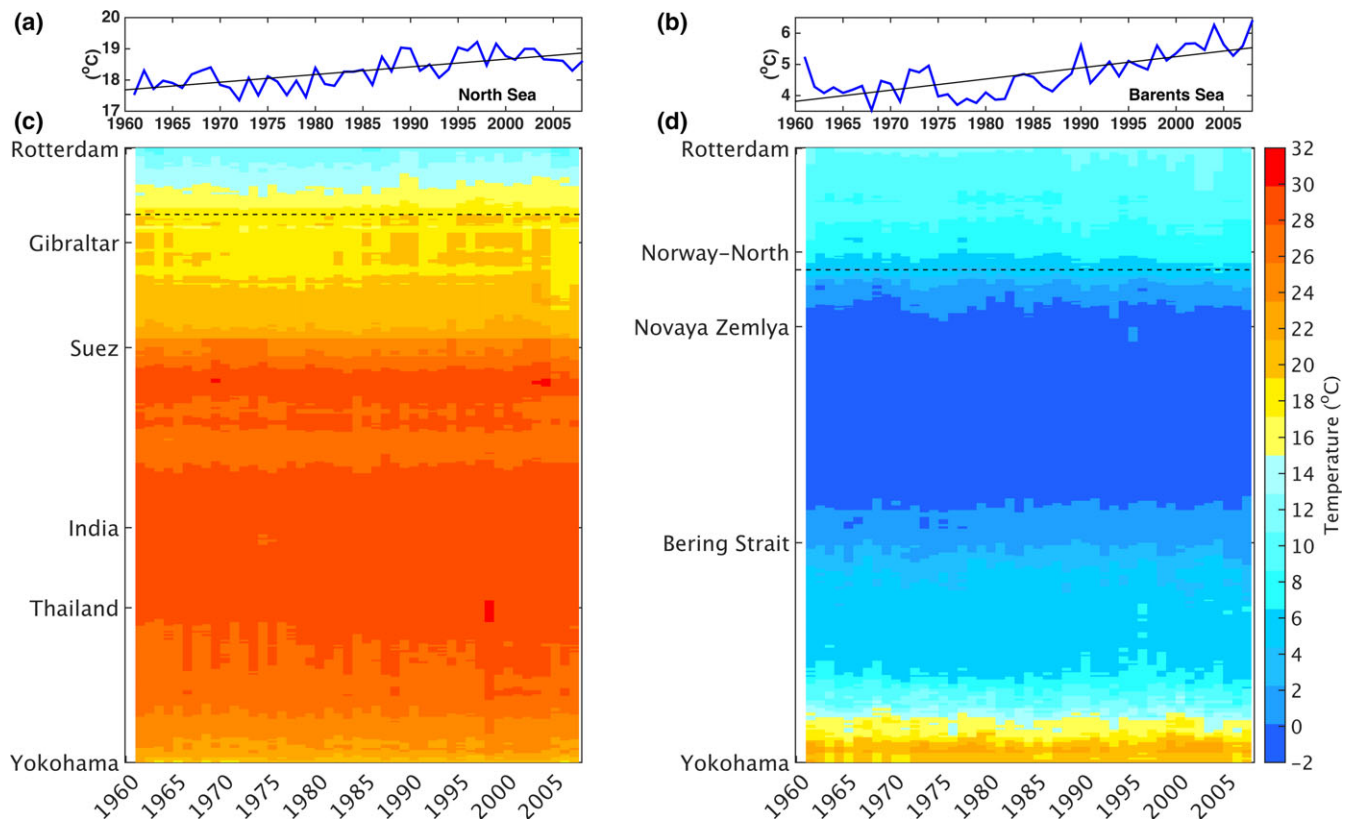 (a)
20
19
18
17
(°C)
North Sea
1960 1965 1970 1975 1980 1985 1990 1995 2000 2005
(b)
6
5
4
(°C)
Barents Sea
1960 1965 1970 1975 1980 1985 1990 1995 2000 2005
(c)
Rotterdam
Gibraltar
Suez
India
Thailand
Yokohama
1960 1965 1970 1975 1980 1985 1990 1995 2000 2005
(d)
Rotterdam
Norway–North
Novaya Zemlya
Bering Strait
Yokohama
1960 1965 1970 1975 1980 1985 1990 1995 2000 2005
32
30
28
26
24
22
20
18
16
14
12
10
8
6
4
2
0
−2
Temperature (°C)